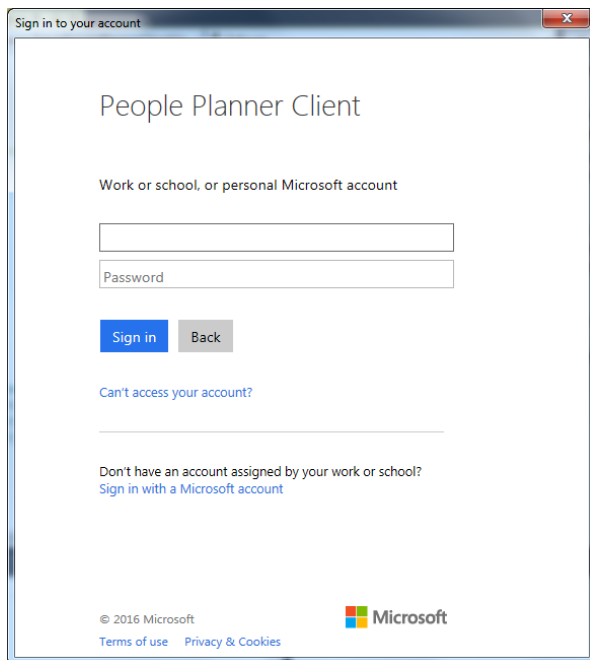 Sign in to your account
People Planner Client
Work or school, or personal Microsoft account
Password
Sign in Back
Can't access your account?
Don't have an account assigned by your work or school?
Sign in with a Microsoft account
© 2016 Microsoft Microsoft
Terms of use Privacy & Cookies